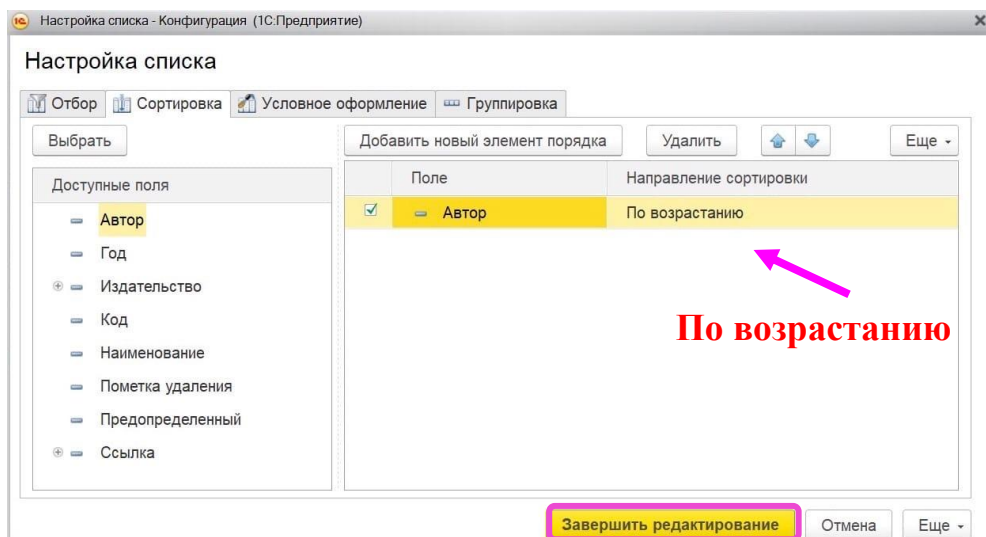 1С Настройка списка - Конфигурация (1С:Предприятие)
Настройка списка
Отбор Сортировка Условное оформление Группировка
Выбрать Добавить новый элемент порядка Удалить Еще
Доступные поля Поле Направление сортировки
Автор Автор По возрастанию
Год
Издательство
Код
Наименование
Пометка удаления
Предопределенный
Ссылка
По возрастанию
Завершить редактирование Отмена Еще